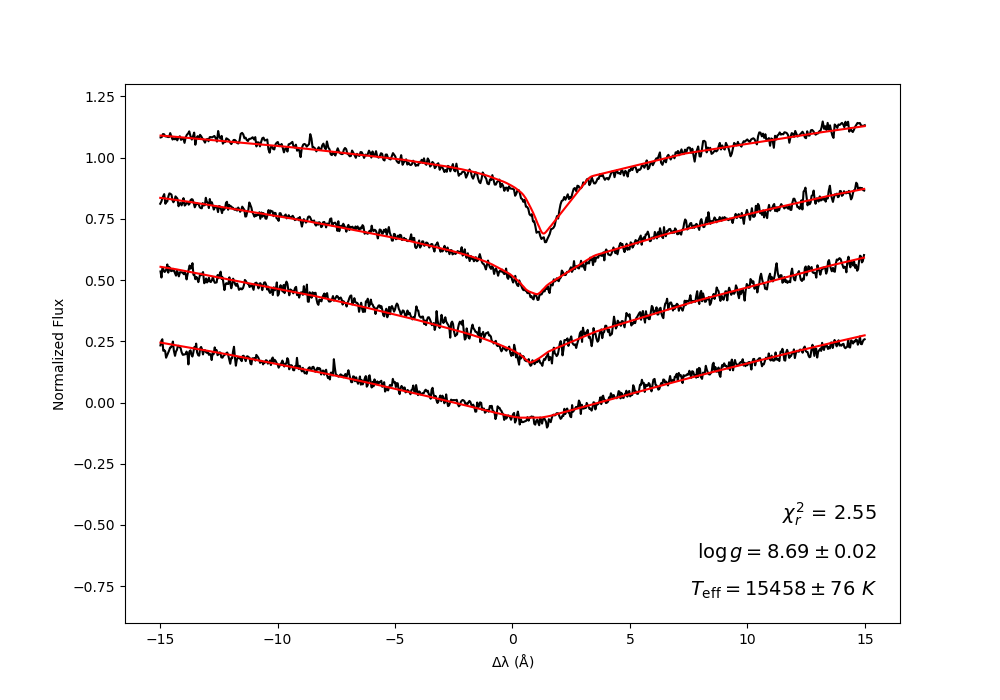 1.25
1.00
0.75
0.50
0.25
0.00
−0.25
−0.50
−0.75
Normalized Flux
χ_r^2 = 2.55
log g = 8.69 ± 0.02
T_eff = 15458 ± 76 K
−15 −10 −5 0 5 10 15
Δλ (Å)